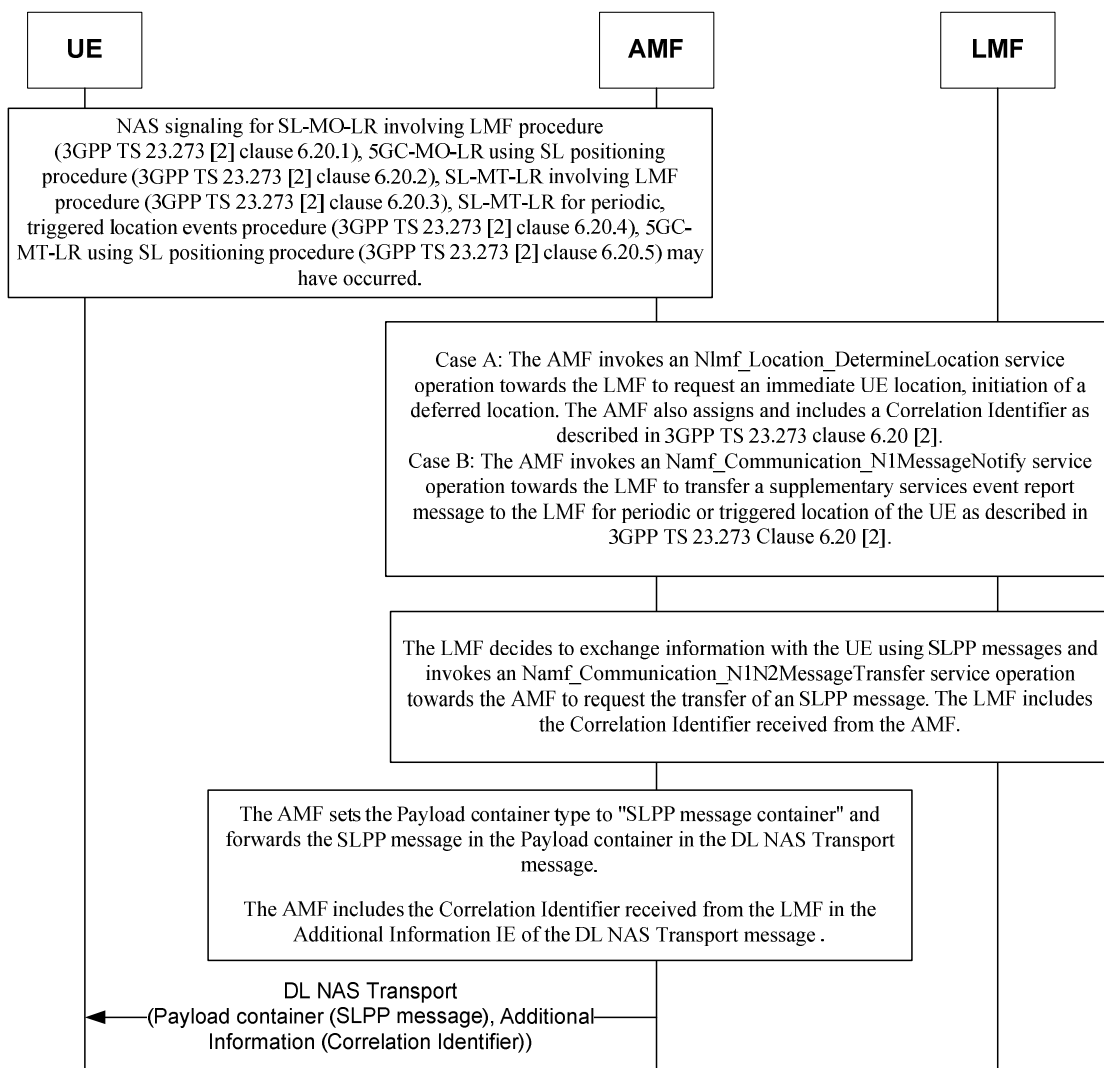 UE
AMF
LMF
NAS signaling for SL-MO-LR involving LMF procedure
(3GPP TS 23.273 [2] clause 6.20.1), 5GC-MO-LR using SL positioning
procedure (3GPP TS 23.273 [2] clause 6.20.2), SL-MT-LR involving LMF
procedure (3GPP TS 23.273 [2] clause 6.20.3), SL-MT-LR for periodic,
triggered location events procedure (3GPP TS 23.273 [2] clause 6.20.4), 5GC-
MT-LR using SL positioning procedure (3GPP TS 23.273 [2] clause 6.20.5) may
have occurred.
Case A: The AMF invokes an Nlmf_Location_DetermineLocation service
operation towards the LMF to request an immediate UE location, initiation of a
deferred location. The AMF also assigns and includes a Correlation Identifier as
described in 3GPP TS 23.273 clause 6.20 [2].
Case B: The AMF invokes an Namf_Communication_N1MessageNotify service
operation towards the LMF to transfer a supplementary services event report
message to the LMF for periodic or triggered location of the UE as described in
3GPP TS 23.273 Clause 6.20 [2].
The LMF decides to exchange information with the UE using SLPP messages and
invokes an Namf_Communication_N1N2MessageTransfer service operation
towards the AMF to request the transfer of an SLPP message. The LMF includes
the Correlation Identifier received from the AMF.
The AMF sets the Payload container type to "SLPP message container" and
forwards the SLPP message in the Payload container in the DL NAS Transport
message.
The AMF includes the Correlation Identifier received from the LMF in the
Additional Information IE of the DL NAS Transport message .
DL NAS Transport
(Payload container (SLPP message), Additional
Information (Correlation Identifier))